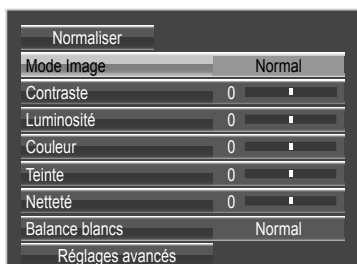 Normaliser
Mode Image Normal
Contraste 0
Luminosité 0
Couleur 0
Teinte 0
Netteté 0
Balance blancs Normal
Réglages avancés